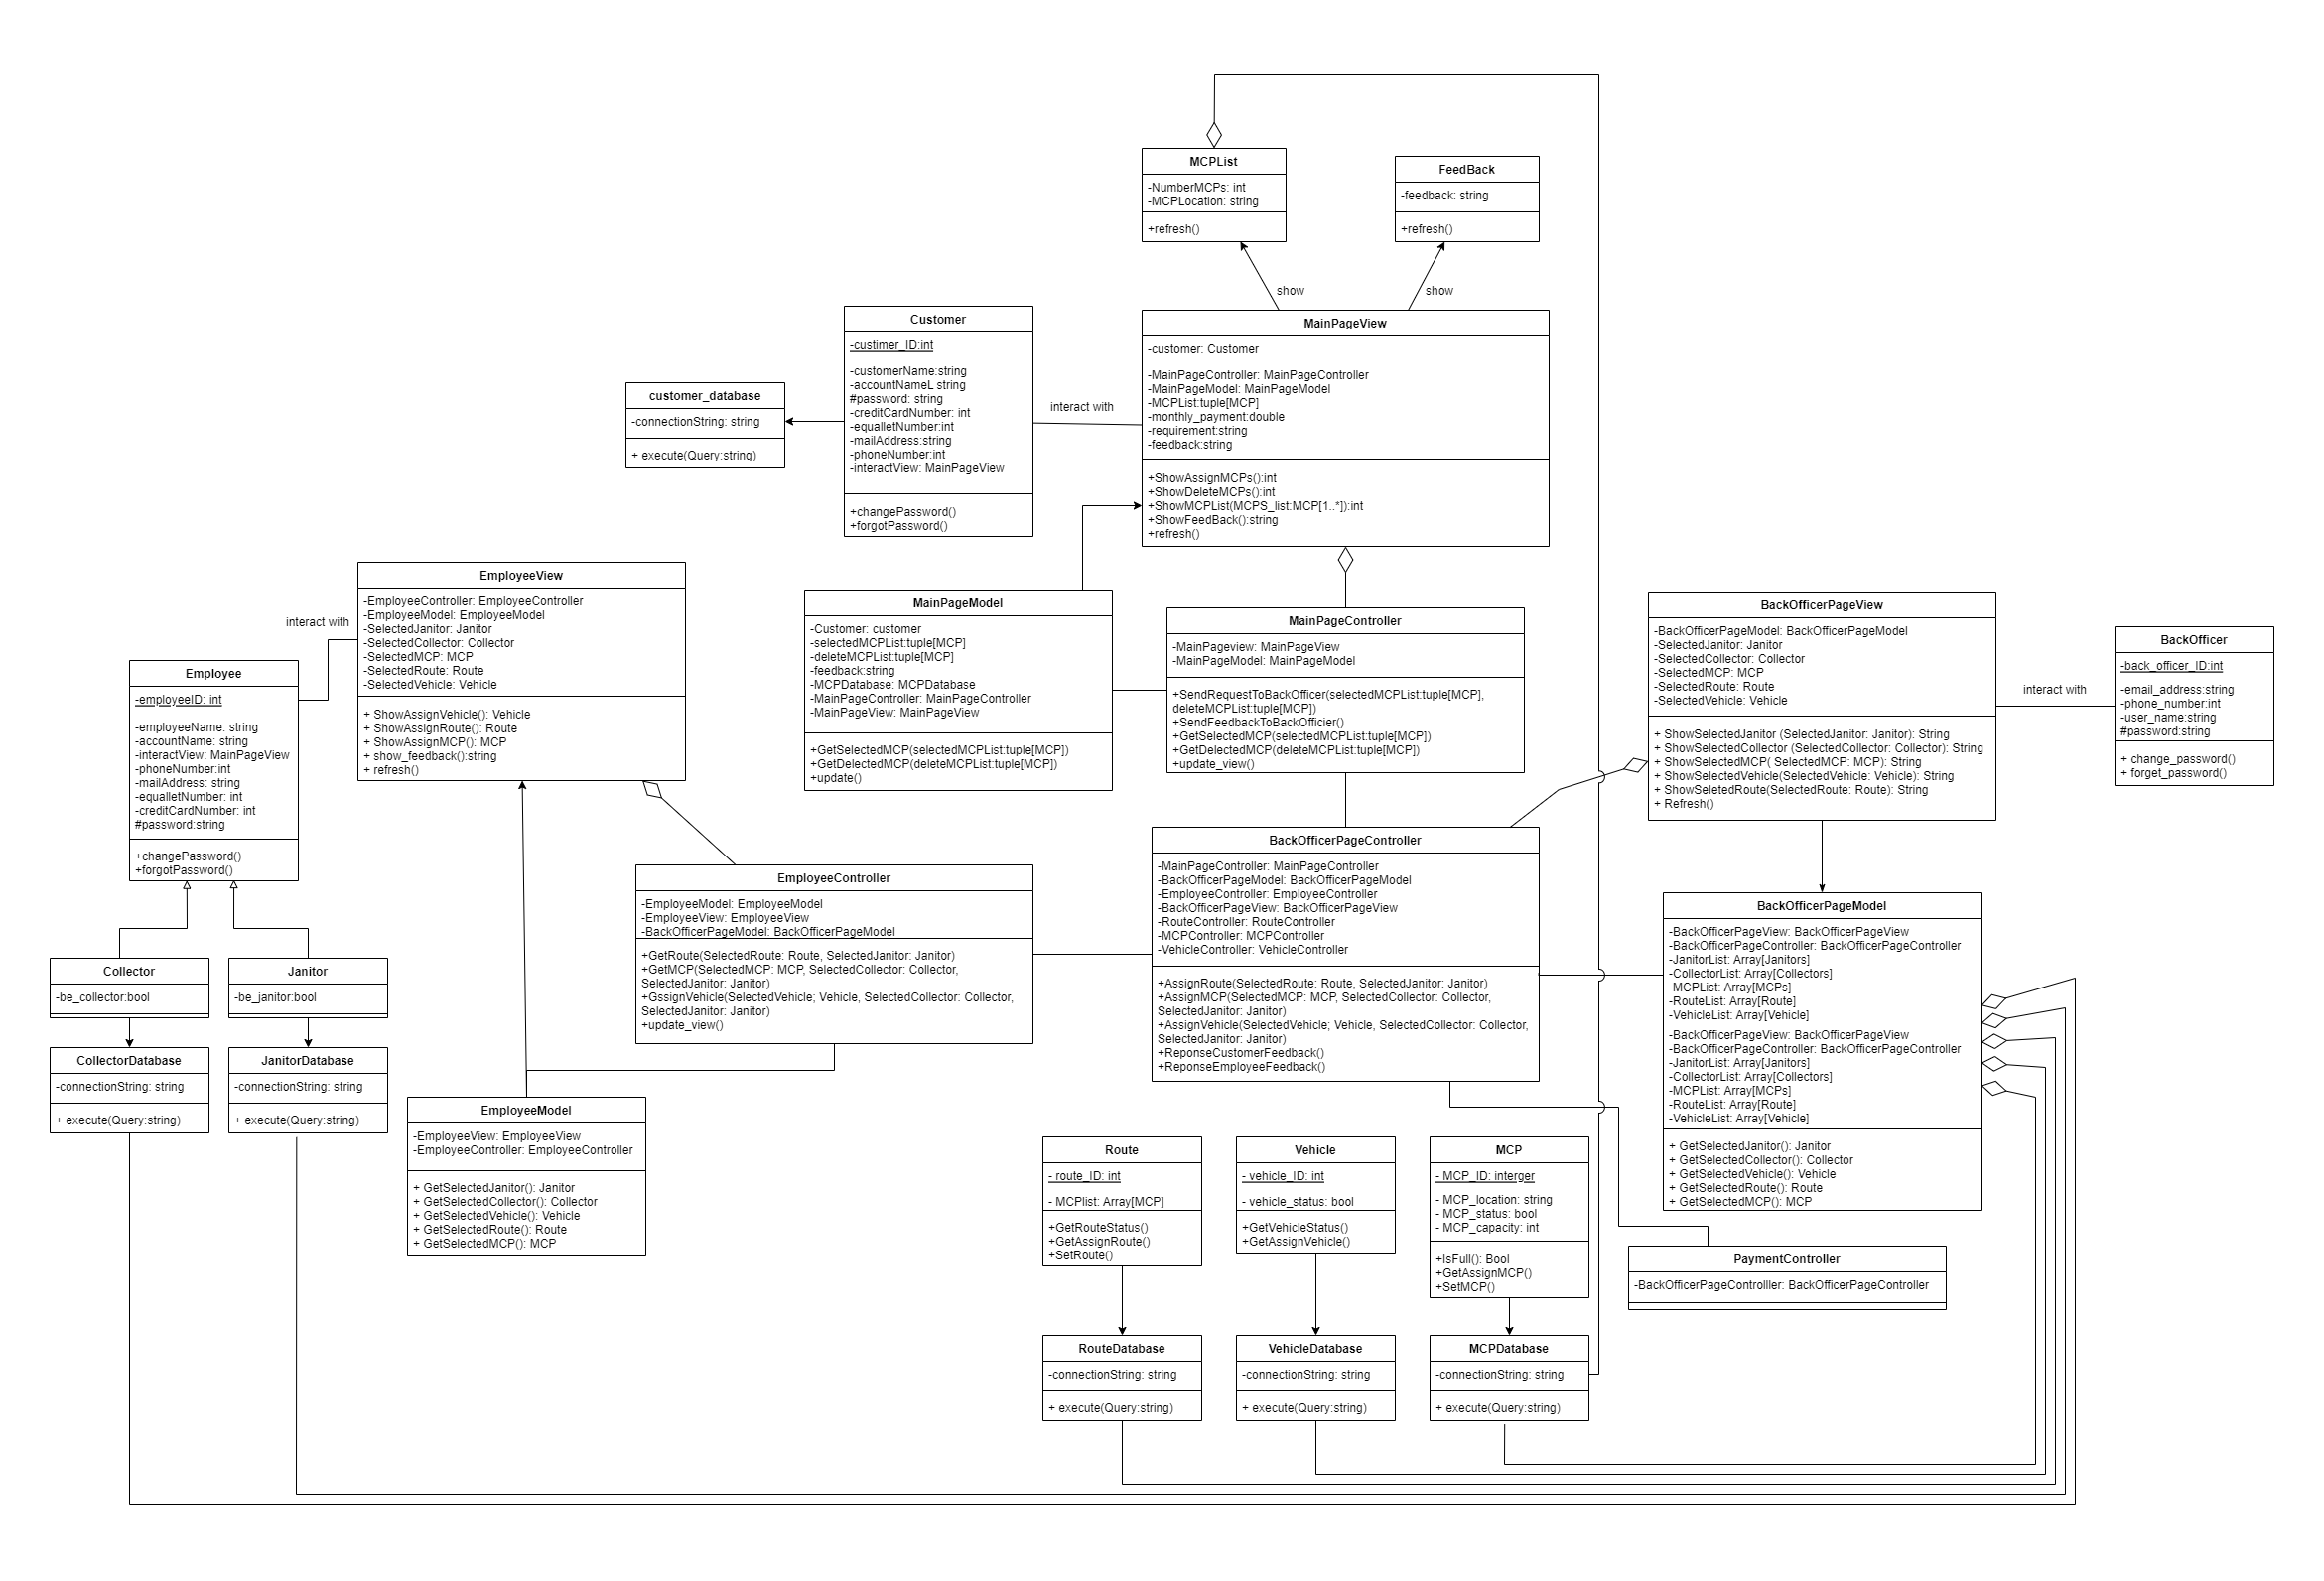 MCPList
-NumberMCPs: int
-MCPLocation: string
+refresh()
FeedBack
-feedback: string
+refresh()
show
show
Customer
-custimer_ID:int
-customerName:string
-accountNameL string
#password: string
-creditCardNumber: int
-equalletNumber:int
-mailAddress:string
-phoneNumber:int
-interactView: MainPageView
+changePassword()
+forgotPassword()
customer_database
-connectionString: string
+ execute(Query:string)
interact with
MainPageView
-customer: Customer
-MainPageController: MainPageController
-MainPageModel: MainPageModel
-MCPList:tuple[MCP]
-monthly_payment:double
-requirement:string
-feedback:string
+ShowAssignMCPs():int
+ShowDeleteMCPs():int
+ShowMCPList(MCPS_list:MCP[1..*]):int
+ShowFeedBack():string
+refresh()
EmployeeView
-EmployeeController: EmployeeController
-EmployeeModel: EmployeeModel
-SelectedJanitor: Janitor
-SelectedCollector: Collector
-SelectedMCP: MCP
-SelectedRoute: Route
-SelectedVehicle: Vehicle
+ ShowAssignVehicle(): Vehicle
+ ShowAssignRoute(): Route
+ ShowAssignMCP(): MCP
+ show_feedback():string
+ refresh()
interact with
Employee
-employeeID: int
-employeeName: string
-accountName: string
-interactView: MainPageView
-phoneNumber:int
-mailAddress: string
-equalletNumber: int
-creditCardNumber: int
#password:string
+changePassword()
+forgotPassword()
MainPageModel
-Customer: customer
-selectedMCPList:tuple[MCP]
-deleteMCPList:tuple[MCP]
-feedback:string
-MCPDatabase: MCPDatabase
-MainPageController: MainPageController
-MainPageView: MainPageView
+GetSelectedMCP(selectedMCPList:tuple[MCP])
+GetDelectedMCP(deleteMCPList:tuple[MCP])
+update()
MainPageController
-MainPageview: MainPageView
-MainPageModel: MainPageModel
+SendRequestToBackOfficer(selectedMCPList:tuple[MCP],
deleteMCPList:tuple[MCP])
+SendFeedbackToBackOfficier()
+GetSelectedMCP(selectedMCPList:tuple[MCP])
+GetDelectedMCP(deleteMCPList:tuple[MCP])
+update_view()
BackOfficerPageView
-BackOfficerPageModel: BackOfficerPageModel
-SelectedJanitor: Janitor
-SelectedCollector: Collector
-SelectedMCP: MCP
-SelectedRoute: Route
-SelectedVehicle: Vehicle
+ ShowSelectedJanitor (SelectedJanitor: Janitor): String
+ ShowSelectedCollector (SelectedCollector: Collector): String
+ ShowSelectedMCP( SelectedMCP: MCP): String
+ ShowSelectedVehicle(SelectedVehicle: Vehicle): String
+ ShowSeletedRoute(SelectedRoute: Route): String
+ Refresh()
interact with
BackOfficer
-back_officer_ID:int
-email_address:string
-phone_number:int
-user_name:string
#password:string
+ change_password()
+ forget_password()
EmployeeController
-EmployeeModel: EmployeeModel
-EmployeeView: EmployeeView
-BackOfficerPageModel: BackOfficerPageModel
+GetRoute(SelectedRoute: Route, SelectedJanitor: Janitor)
+GetMCP(SelectedMCP: MCP, SelectedCollector: Collector,
SelectedJanitor: Janitor)
+GssignVehicle(SelectedVehicle; Vehicle, SelectedCollector: Collector,
SelectedJanitor: Janitor)
+update_view()
BackOfficerPageController
-MainPageController: MainPageController
-BackOfficerPageModel: BackOfficerPageModel
-EmployeeController: EmployeeController
-BackOfficerPageView: BackOfficerPageView
-RouteController: RouteController
-MCPController: MCPController
-VehicleController: VehicleController
+AssignRoute(SelectedRoute: Route, SelectedJanitor: Janitor)
+AssignMCP(SelectedMCP: MCP, SelectedCollector: Collector,
SelectedJanitor: Janitor)
+AssignVehicle(SelectedVehicle; Vehicle, SelectedCollector: Collector,
SelectedJanitor: Janitor)
+ReponseCustomerFeedback()
+ReponseEmployeeFeedback()
BackOfficerPageModel
-BackOfficerPageView: BackOfficerPageView
-BackOfficerPageController: BackOfficerPageController
-JanitorList: Array[Janitors]
-CollectorList: Array[Collectors]
-MCPList: Array[MCPs]
-RouteList: Array[Route]
-VehicleList: Array[Vehicle]
-BackOfficerPageView: BackOfficerPageView
-BackOfficerPageController: BackOfficerPageController
-JanitorList: Array[Janitors]
-CollectorList: Array[Collectors]
-MCPList: Array[MCPs]
-RouteList: Array[Route]
-VehicleList: Array[Vehicle]
+ GetSelectedJanitor(): Janitor
+ GetSelectedCollector(): Collector
+ GetSelectedVehicle(): Vehicle
+ GetSelectedRoute(): Route
+ GetSelectedMCP(): MCP
Collector
-be_collector:bool
Janitor
-be_janitor:bool
CollectorDatabase
-connectionString: string
+ execute(Query:string)
JanitorDatabase
-connectionString: string
+ execute(Query:string)
EmployeeModel
-EmployeeView: EmployeeView
-EmployeeController: EmployeeController
+ GetSelectedJanitor(): Janitor
+ GetSelectedCollector(): Collector
+ GetSelectedVehicle(): Vehicle
+ GetSelectedRoute(): Route
+ GetSelectedMCP(): MCP
Route
- route_ID: int
- MCPlist: Array[MCP]
+GetRouteStatus()
+GetAssignRoute()
+SetRoute()
Vehicle
- vehicle_ID: int
- vehicle_status: bool
+GetVehicleStatus()
+GetAssignVehicle()
MCP
- MCP_ID: interger
- MCP_location: string
- MCP_status: bool
- MCP_capacity: int
+IsFull(): Bool
+GetAssignMCP()
+SetMCP()
PaymentController
-BackOfficerPageControlller: BackOfficerPageController
RouteDatabase
-connectionString: string
+ execute(Query:string)
VehicleDatabase
-connectionString: string
+ execute(Query:string)
MCPDatabase
-connectionString: string
+ execute(Query:string)